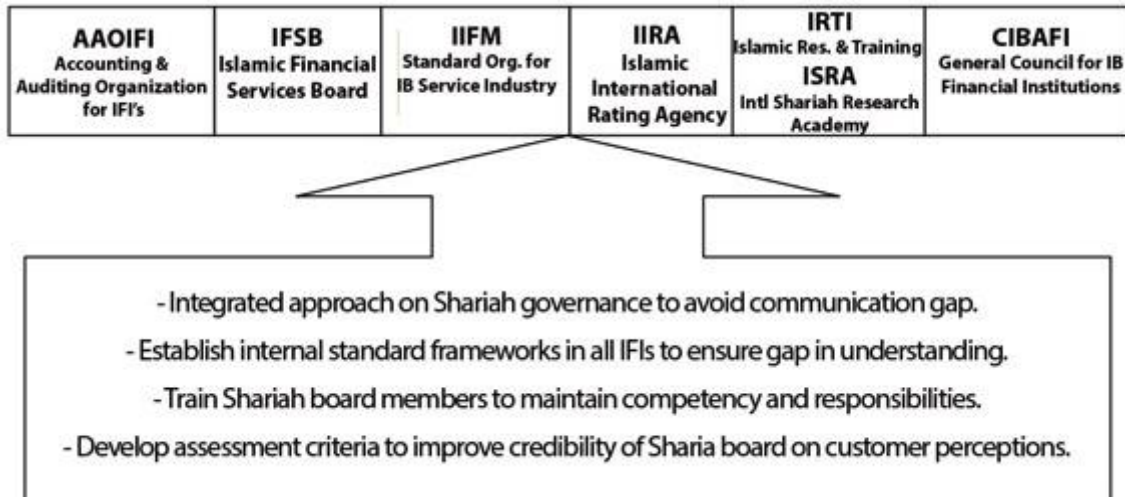 AAOIFI
Accounting &
Auditing Organization
for IFI's
IFSB
Islamic Financial
Services Board
IIFM
Standard Org. for
IB Service Industry
IIRA
Islamic
International
Rating Agency
IRTI
Islamic Res. & Training
ISRA
Intl Shariah Research
Academy
CIBAFI
General Council for IB
Financial Institutions
- Integrated approach on Shariah governance to avoid communication gap.
- Establish internal standard frameworks in all IFIs to ensure gap in understanding.
- Train Shariah board members to maintain competency and responsibilities.
- Develop assessment criteria to improve credibility of Sharia board on customer perceptions.